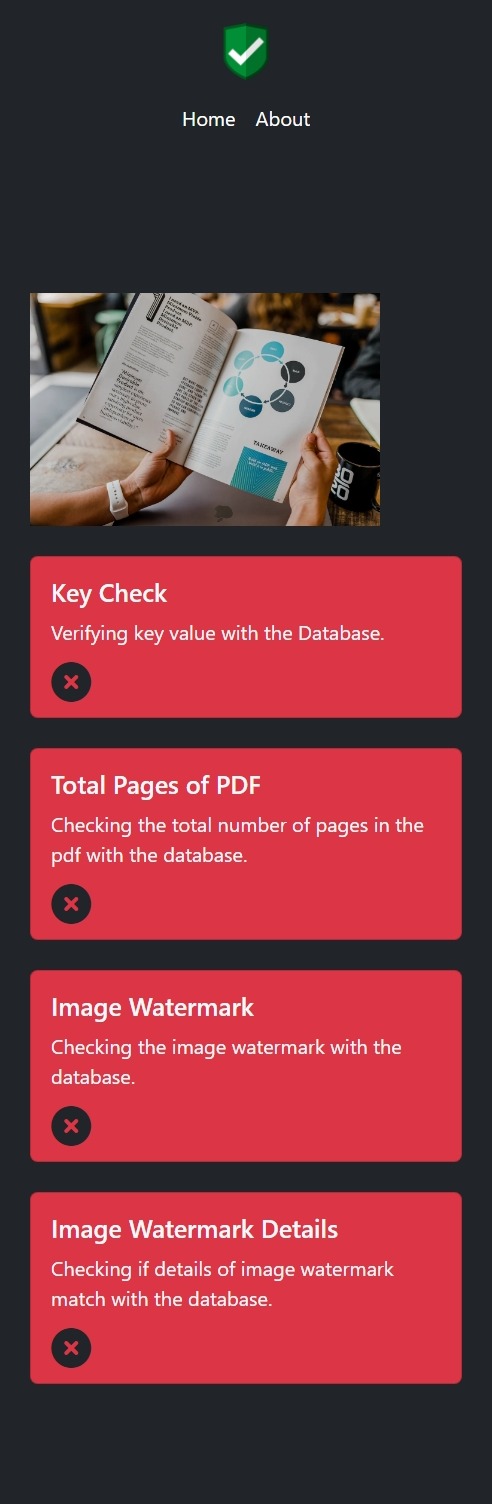 Home About
TAKEAWAY
Key Check
Verifying key value with the Database.
Total Pages of PDF
Checking the total number of pages in the
pdf with the database.
Image Watermark
Checking the image watermark with the
database.
Image Watermark Details
Checking if details of image watermark
match with the database.